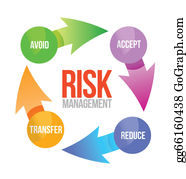 AVOID
ACCEPT
RISK
MANAGEMENT
TRANSFER
REDUCE
© GoGraph.com
gg66160438